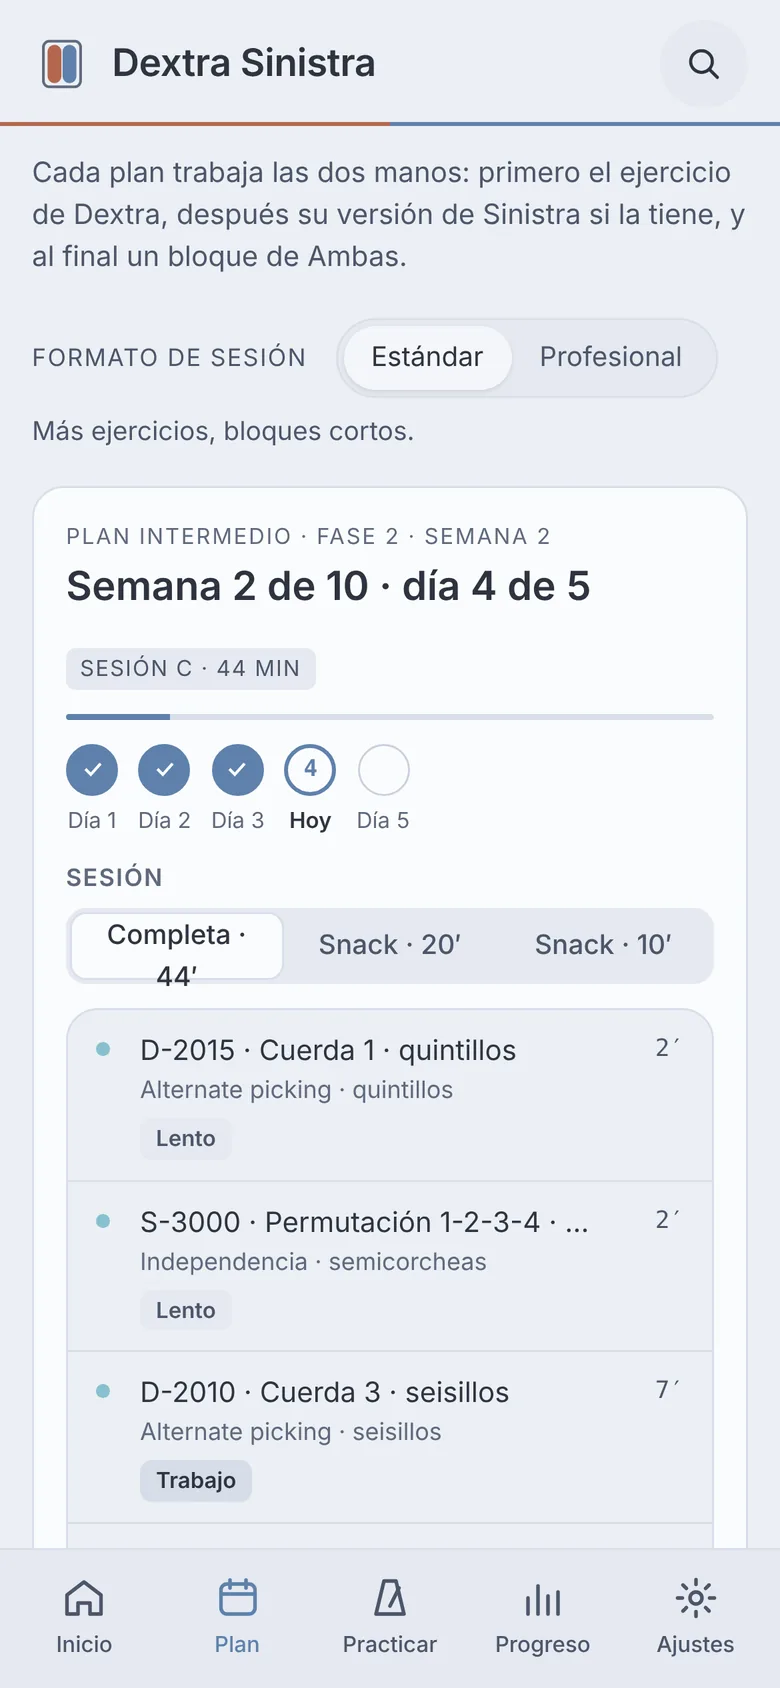 Dextra Sinistra
Cada plan trabaja las dos manos: primero el ejercicio
de Dextra, después su versión de Sinistra si la tiene, y
al final un bloque de Ambas.
FORMATO DE SESIÓN
Estándar
Profesional
Más ejercicios, bloques cortos.
PLAN INTERMEDIO · FASE 2 · SEMANA 2
Semana 2 de 10 · día 4 de 5
SESIÓN C · 44 MIN
4
Día 1
Día 2
Día 3
Hoy
Día 5
SESIÓN
Completa ·
44′
Snack · 20′
Snack · 10′
D-2015 · Cuerda 1 · quintillos
2′
Alternate picking · quintillos
Lento
S-3000 · Permutación 1-2-3-4 · …
2′
Independencia · semicorcheas
Lento
D-2010 · Cuerda 3 · seisillos
7′
Alternate picking · seisillos
Trabajo
Inicio
Plan
Practicar
Progreso
Ajustes